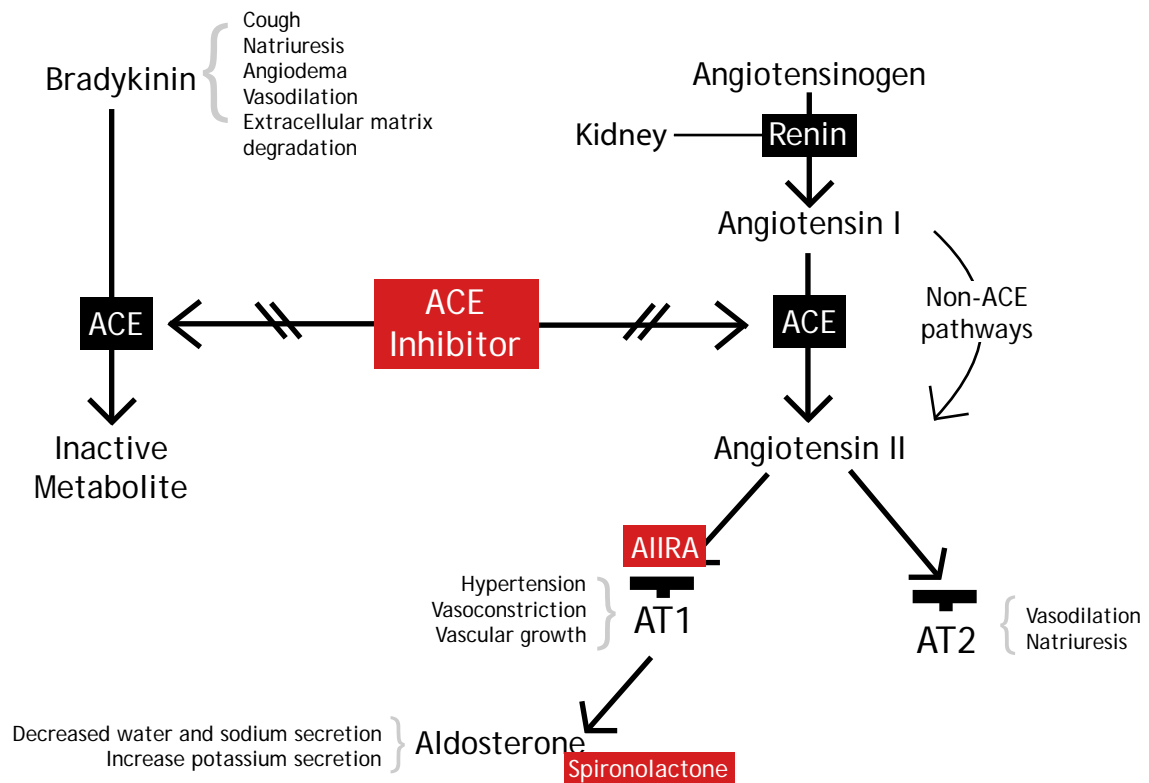 Cough
Natriuresis
Angiodema
Vasodilation
Extracellular matrix
degradation
Bradykinin
Angiotensinogen
Kidney
Renin
Angiotensin I
Non-ACE
pathways
ACE
ACE
Inhibitor
ACE
Inactive
Metabolite
Angiotensin II
AIIRA
Hypertension
Vasoconstriction
Vascular growth
AT1
AT2
Vasodilation
Natriuresis
Decreased water and sodium secretion
Increase potassium secretion
Aldosterone
Spironolactone